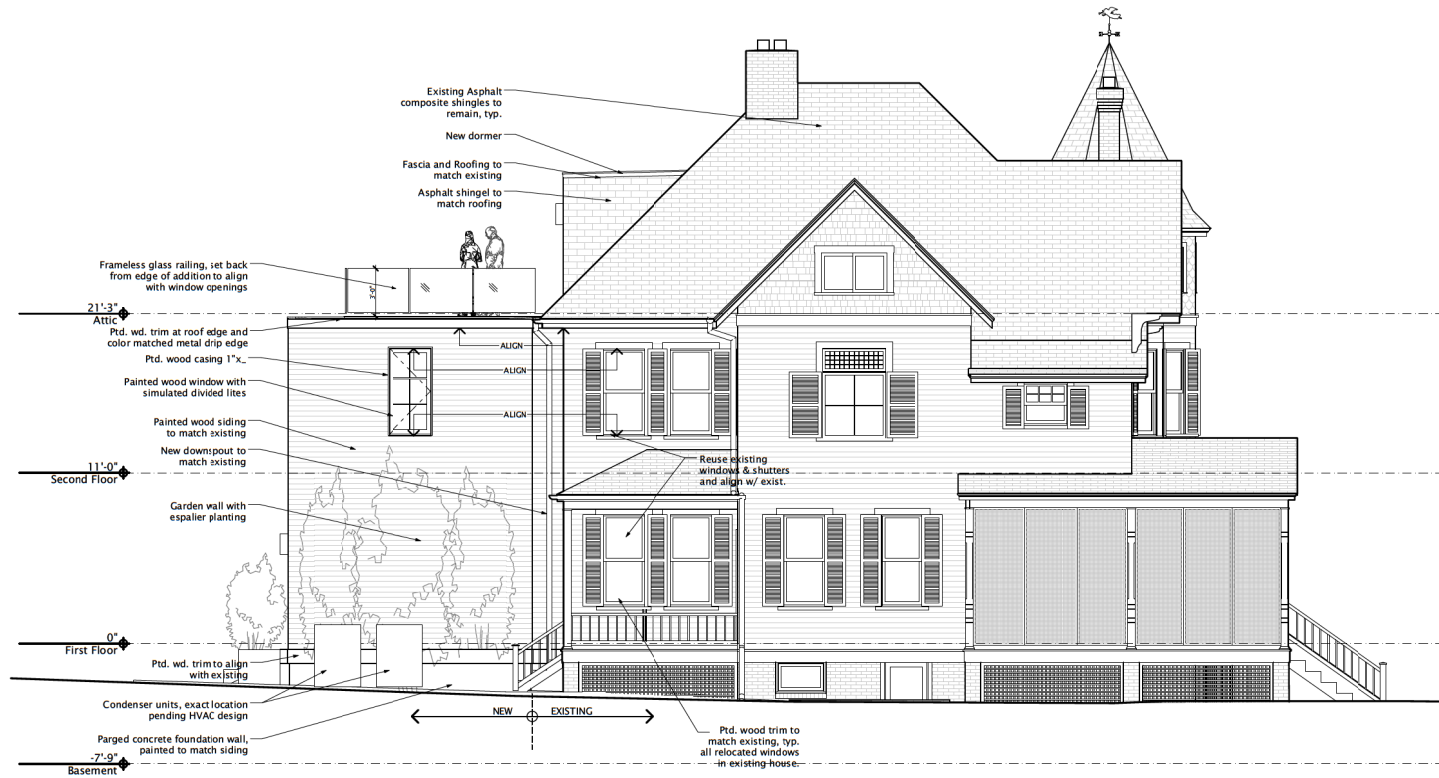 Existing Asphalt
composite shingles to
remain, typ.
New dormer
Fascia and Roofing to
match existing
Asphalt shingel to
match roofing
Frameless glass railing, set back
from edge of addition to align
with window openings
3'-0"
21'-3"
Attic
Ptd. wd. trim at roof edge and
color matched metal drip edge
ALIGN
Ptd. wood casing 1"x_
ALIGN
Painted wood window with
simulated divided lites
ALIGN
Painted wood siding
to match existing
New downspout to
match existing
Reuse existing
windows & shutters
and align w/ exist.
11'-0"
Second Floor
Garden wall with
espalier planting
0"
First Floor
Ptd. wd. trim to align
with existing
Condenser units, exact location
pending HVAC design
NEW
EXISTING
Parged concrete foundation wall,
painted to match siding
Ptd. wood trim to
match existing, typ.
all relocated windows
in existing house.
-7'-9"
Basement